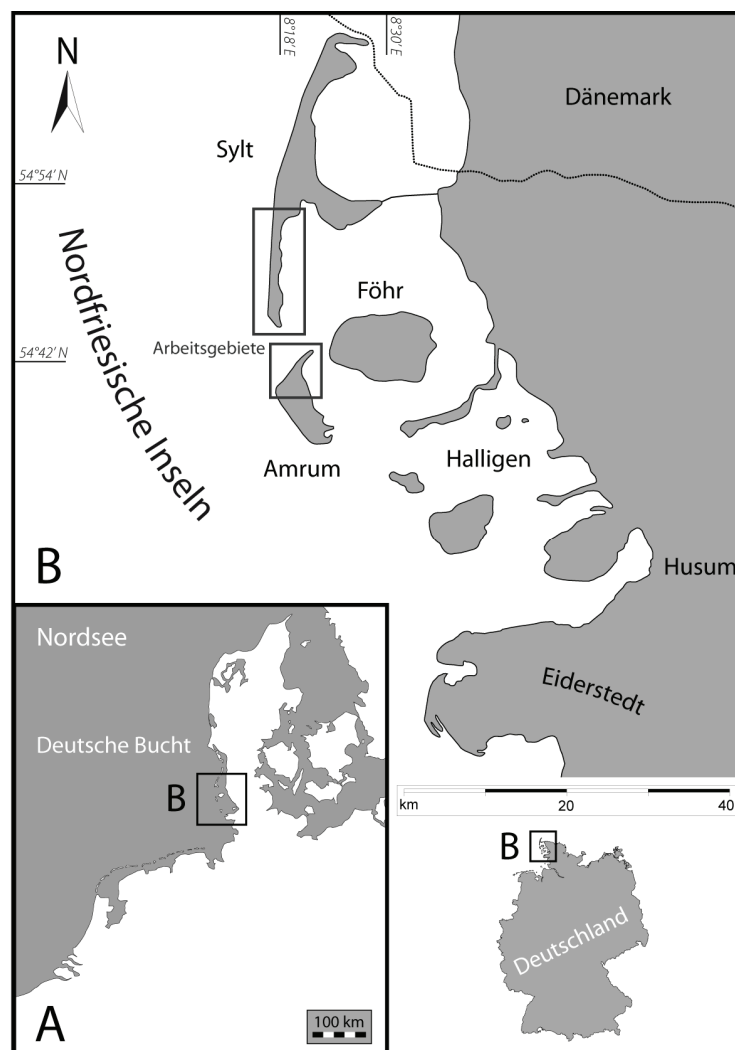 8°18' E
8°30' E
N
Dänemark
Sylt
54°54' N
Nordfriesische Inseln
Föhr
Arbeitsgebiete
54°42' N
Amrum
Halligen
B
Husum
Eiderstedt
Nordsee
Deutsche Bucht
B
A
100 km
km
20
40
B
Deutschland